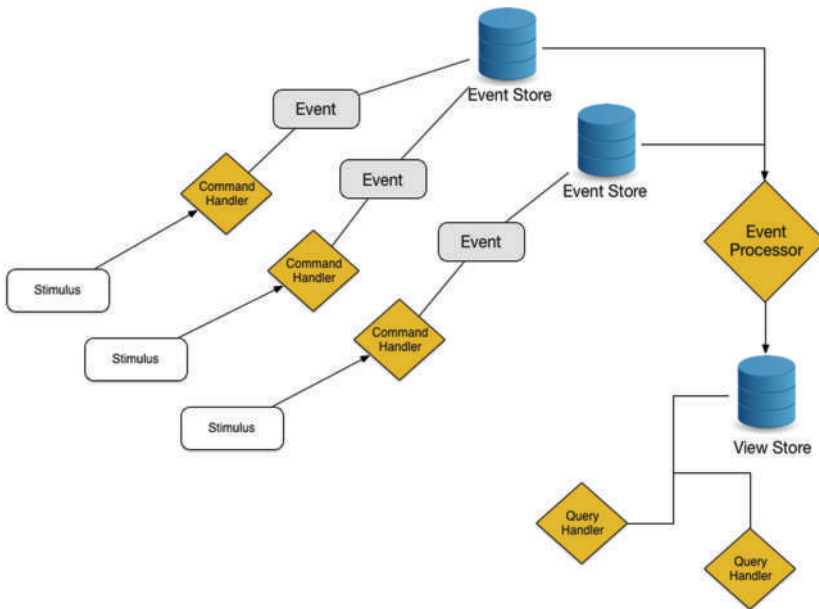 Event Store
Event
Event Store
Event
Command
Handler
Event
Processor
Event
Command
Handler
Stimulus
Command
Handler
Stimulus
Stimulus
View Store
Query
Handler
Query
Handler